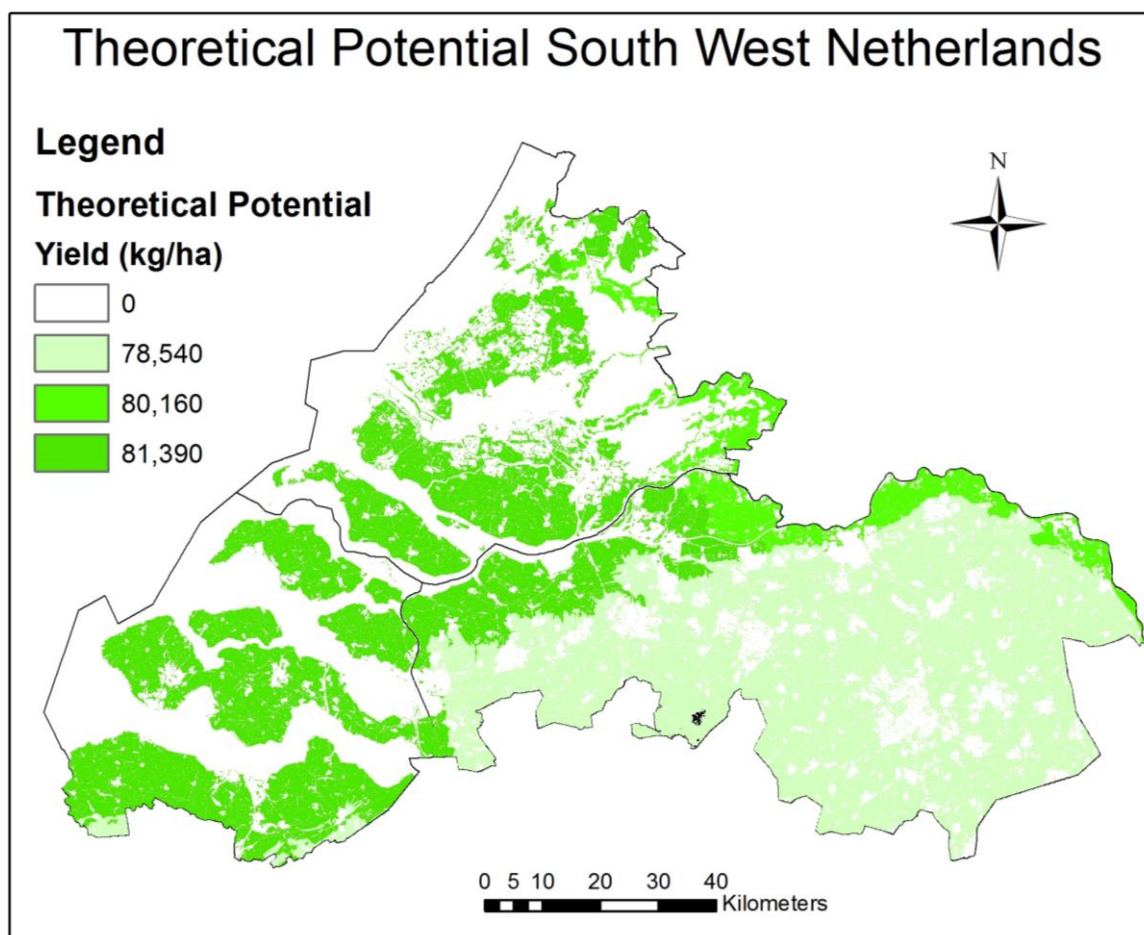 Theoretical Potential South West Netherlands
Legend
Theoretical Potential
Yield (kg/ha)
0
78,540
80,160
81,390
N
0 5 10 20 30 40
Kilometers